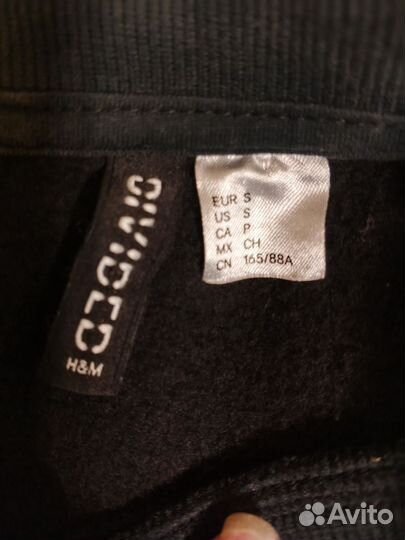 DIVIDED
H&M
EUR S
US S
CA P
MX CH
CN 165/88A
Avito